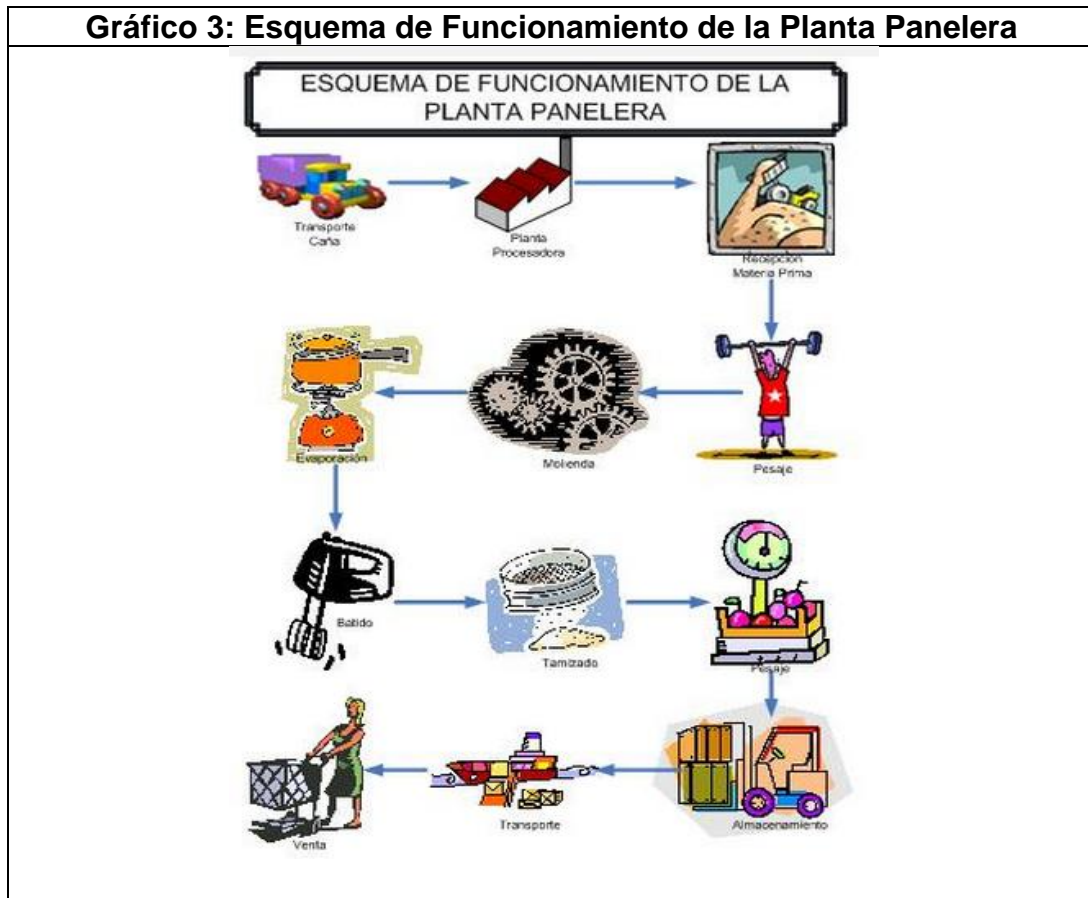 Gráfico 3: Esquema de Funcionamiento de la Planta Panelera
ESQUEMA DE FUNCIONAMIENTO DE LA
PLANTA PANELERA
Transporte
Caña
Planta
Procesadora
Recepción
Materia Prima
Evaporación
Molienda
Pesaje
Batido
Tamizado
Pesaje
Venta
Transporte
Almacenamiento